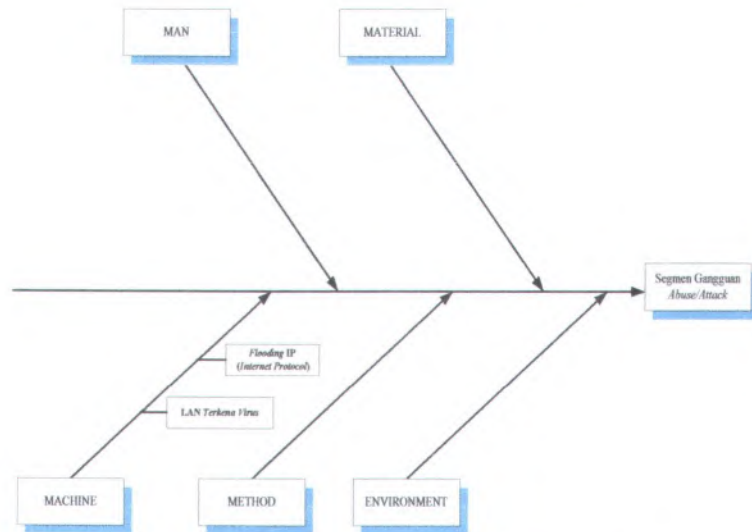 MAN
MATERIAL
Segmen Gangguan
Abuse/Attack
Flooding IP
(Internet Protocol)
LAN Terkena Virus
MACHINE
METHOD
ENVIRONMENT